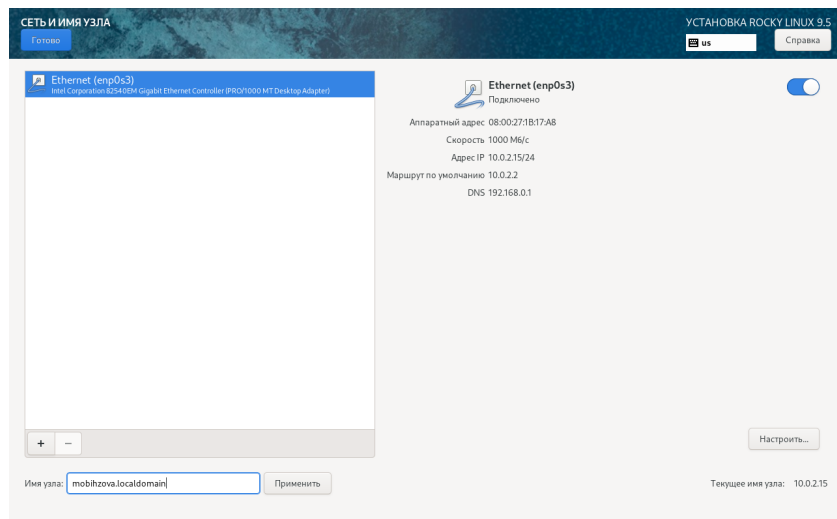 СЕТЬ И ИМЯ УЗЛА
Готово
УСТАНОВКА ROCKY LINUX 9.5
us
Справка
Ethernet (enp0s3)
Intel Corporation 82540EM Gigabit Ethernet Controller (PRO/1000 MT Desktop Adapter)
Ethernet (enp0s3)
Подключено
Аппаратный адрес 08:00:27:1B:17:A8
Скорость 1000 Мб/с
Адрес IP 10.0.2.15/24
Маршрут по умолчанию 10.0.2.2
DNS 192.168.0.1
+ −
Настроить...
Имя узла: mobihzova.localdomain Применить
Текущее имя узла: 10.0.2.15